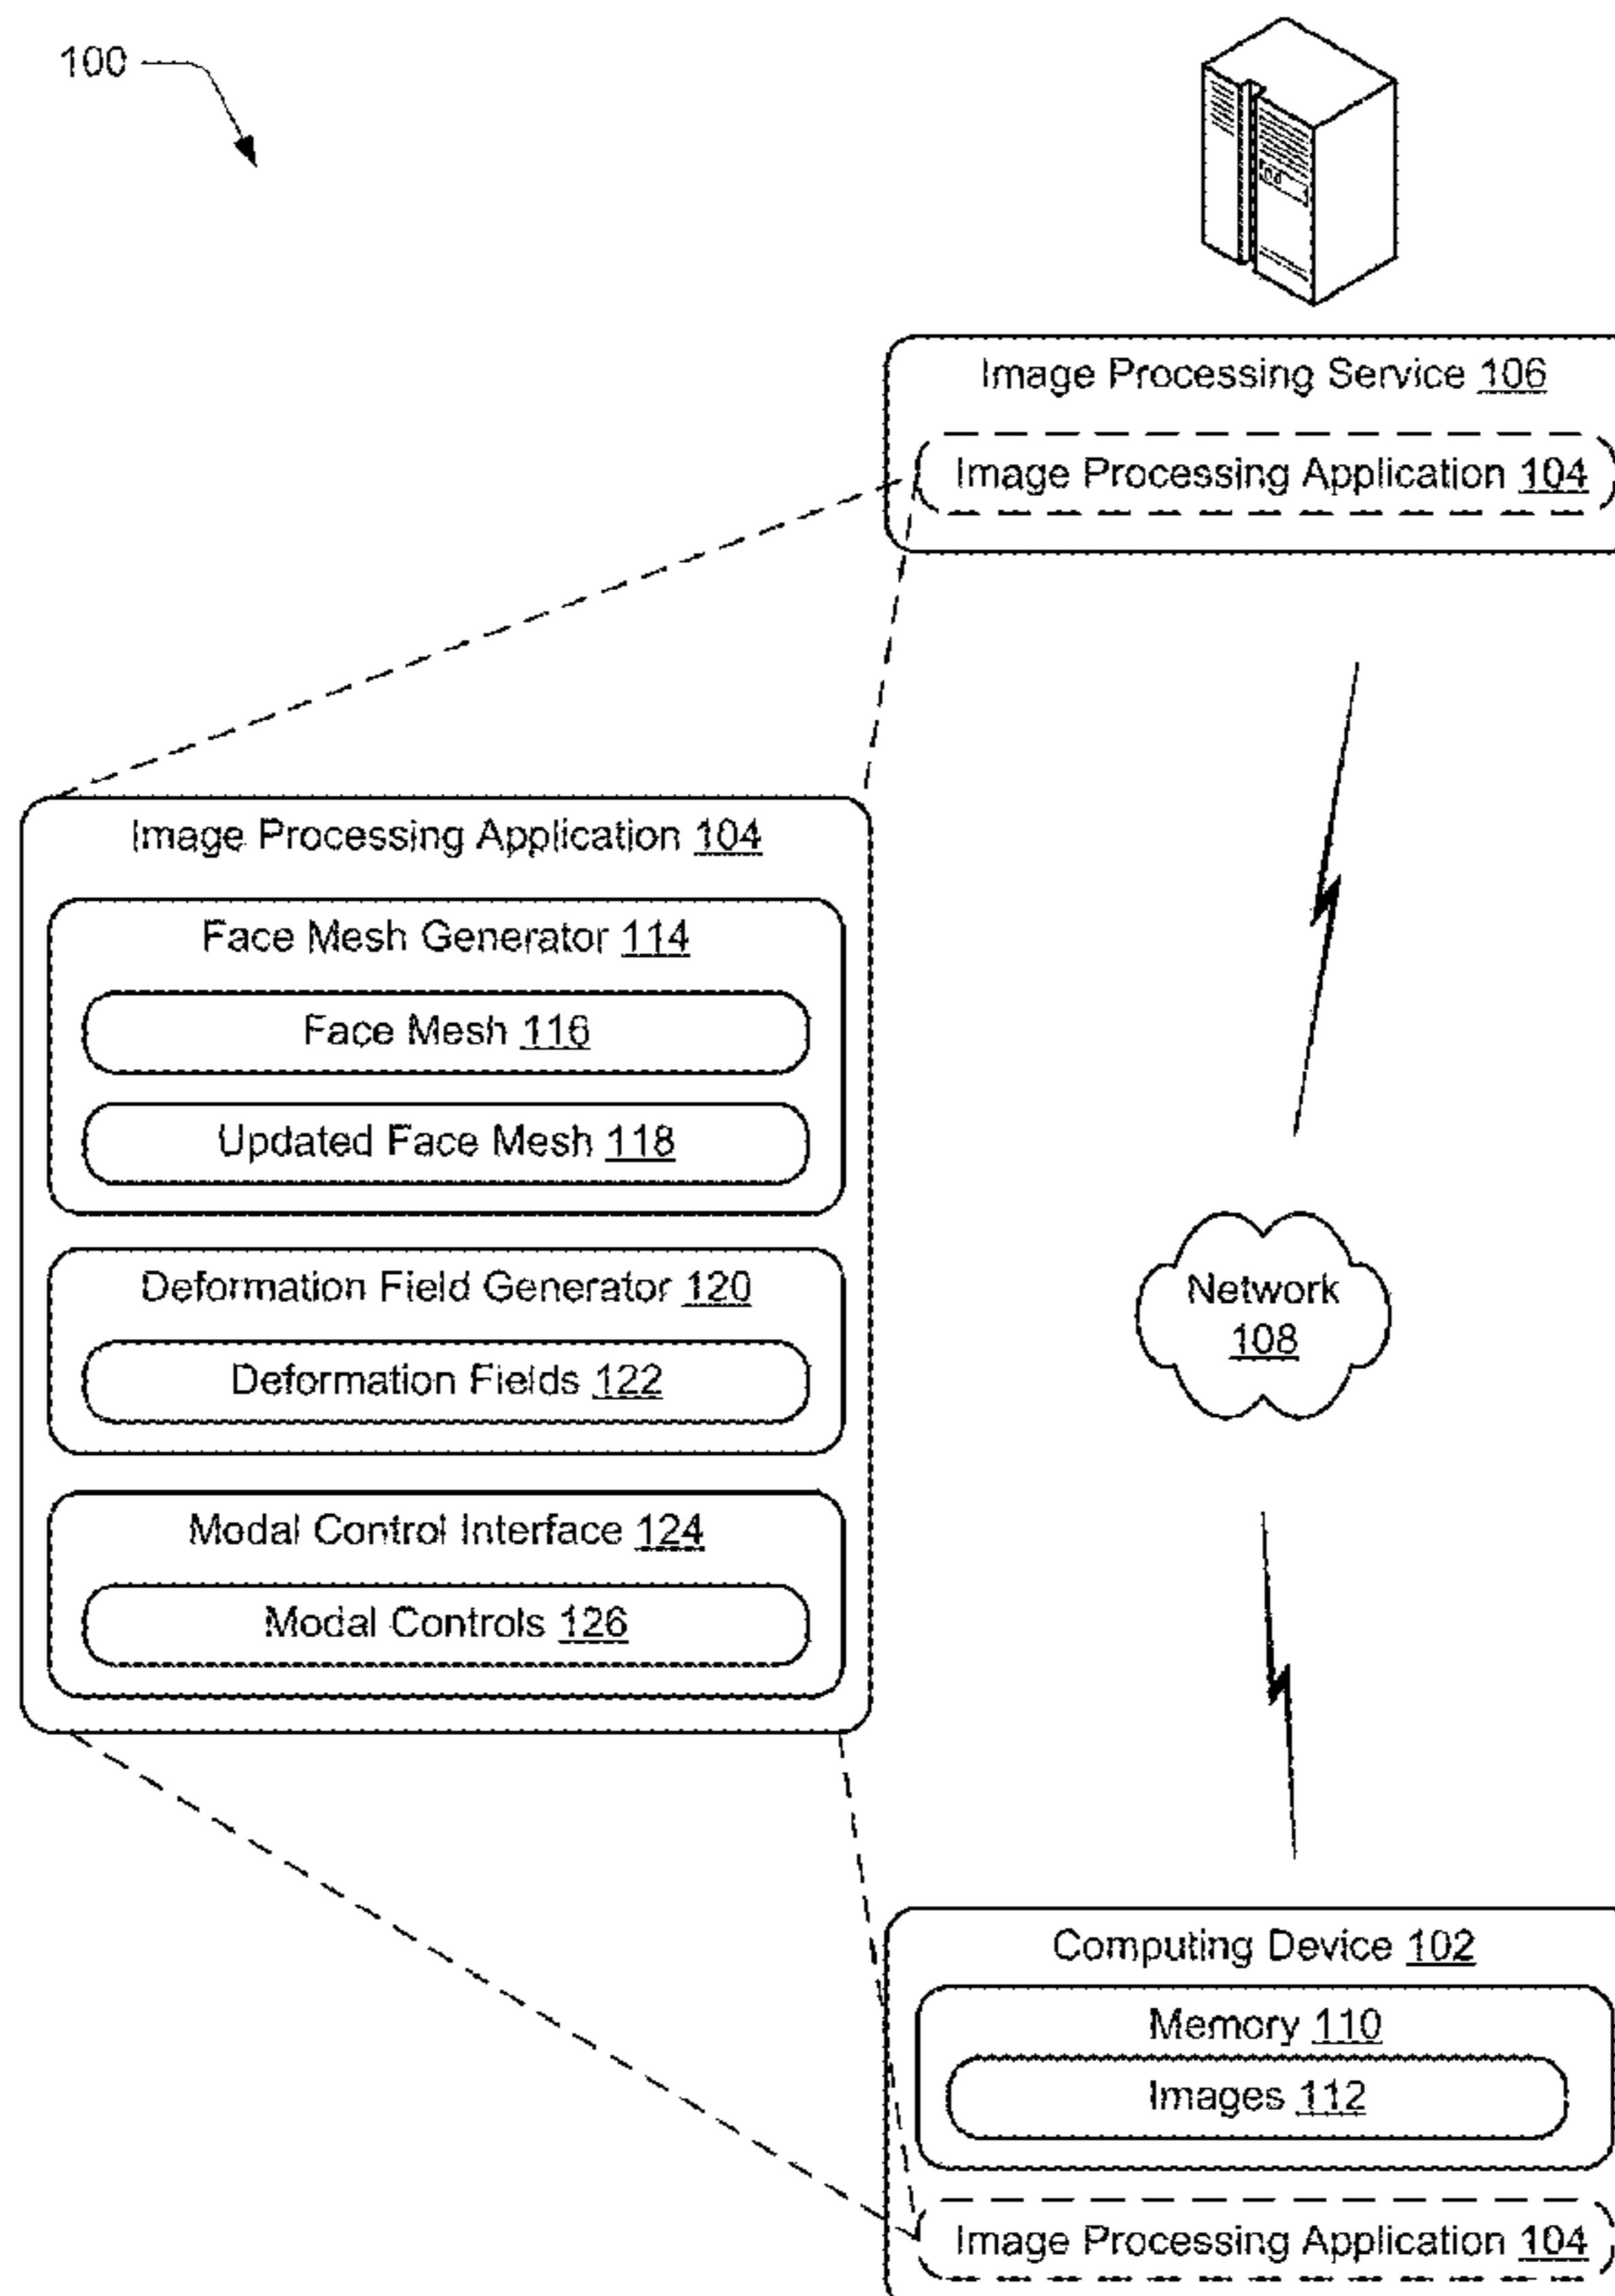 100
Image Processing Service 106
Image Processing Application 104
Image Processing Application 104
Face Mesh Generator 114
Face Mesh 116
Updated Face Mesh 118
Deformation Field Generator 120
Deformation Fields 122
Modal Control Interface 124
Modal Controls 126
Network
108
Computing Device 102
Memory 110
Images 112
Image Processing Application 104